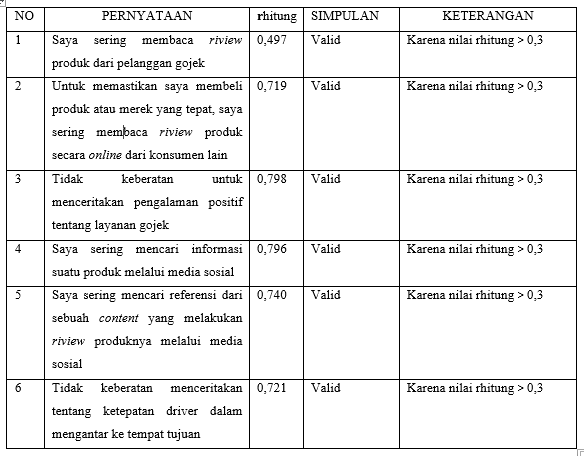 NO PERNYATAAN rhitung SIMPULAN KETERANGAN
1 Saya sering membaca riview 0,497 Valid Karena nilai rhitung > 0,3
produk dari pelanggan gojek
2 Untuk memastikan saya membeli 0,719 Valid Karena nilai rhitung > 0,3
produk atau merek yang tepat, saya
sering membaca riview produk
secara online dari konsumen lain
3 Tidak keberatan untuk 0,798 Valid Karena nilai rhitung > 0,3
menceritakan pengalaman positif
tentang layanan gojek
4 Saya sering mencari informasi 0,796 Valid Karena nilai rhitung > 0,3
suatu produk melalui media sosial
5 Saya sering mencari referensi dari 0,740 Valid Karena nilai rhitung > 0,3
sebuah content yang melakukan
riview produknya melalui media
sosial
6 Tidak keberatan menceritakan 0,721 Valid Karena nilai rhitung > 0,3
tentang ketepatan driver dalam
mengantar ke tempat tujuan